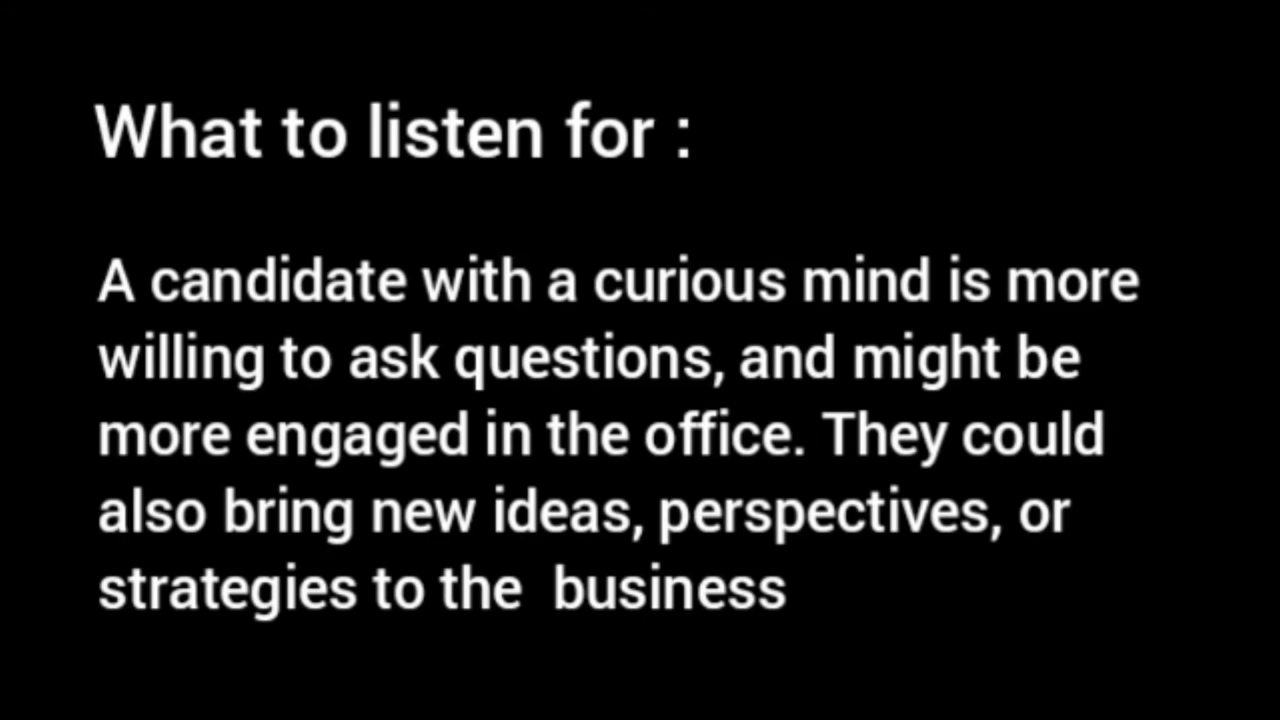 What to listen for :
A candidate with a curious mind is more
willing to ask questions, and might be
more engaged in the office. They could
also bring new ideas, perspectives, or
strategies to the  business